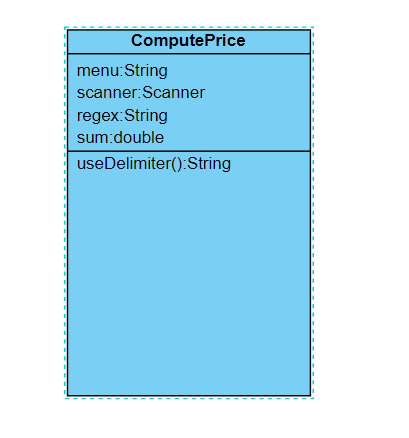 ComputePrice
menu:String
scanner:Scanner
regex:String
sum:double
useDelimiter():String